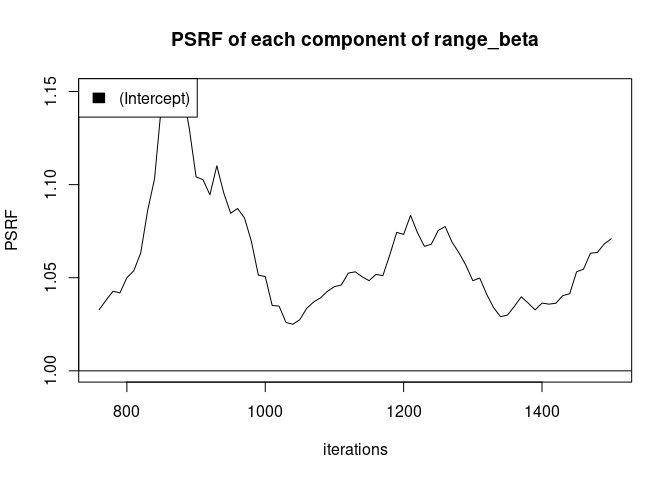 PSRF of each component of range_beta
(Intercept)
PSRF
1.15
1.10
1.05
1.00
800 1000 1200 1400
iterations